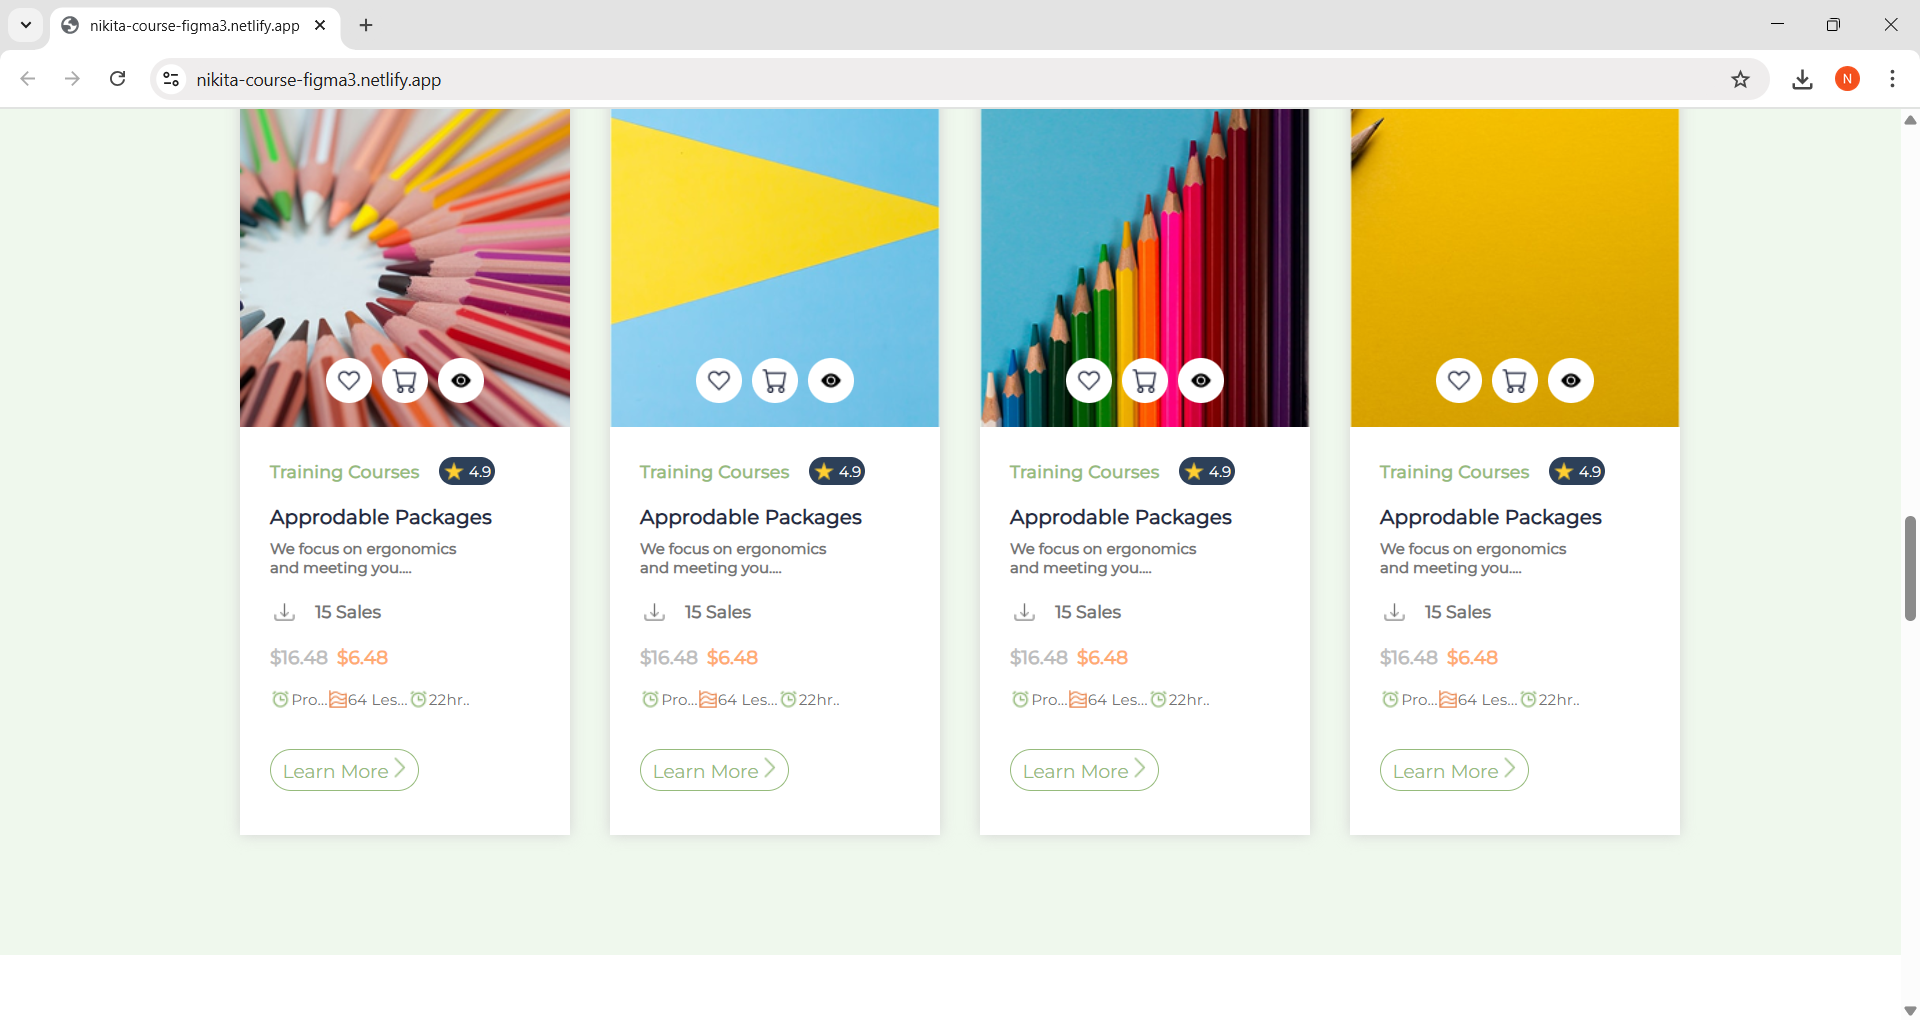 nikita-course-figma3.netlify.app
nikita-course-figma3.netlify.app
N
Training Courses 4.9
Approdable Packages
We focus on ergonomics
and meeting you....
15 Sales
$16.48 $6.48
Pro... 64 Les... 22hr..
Learn More
Training Courses 4.9
Approdable Packages
We focus on ergonomics
and meeting you....
15 Sales
$16.48 $6.48
Pro... 64 Les... 22hr..
Learn More
Training Courses 4.9
Approdable Packages
We focus on ergonomics
and meeting you....
15 Sales
$16.48 $6.48
Pro... 64 Les... 22hr..
Learn More
Training Courses 4.9
Approdable Packages
We focus on ergonomics
and meeting you....
15 Sales
$16.48 $6.48
Pro... 64 Les... 22hr..
Learn More